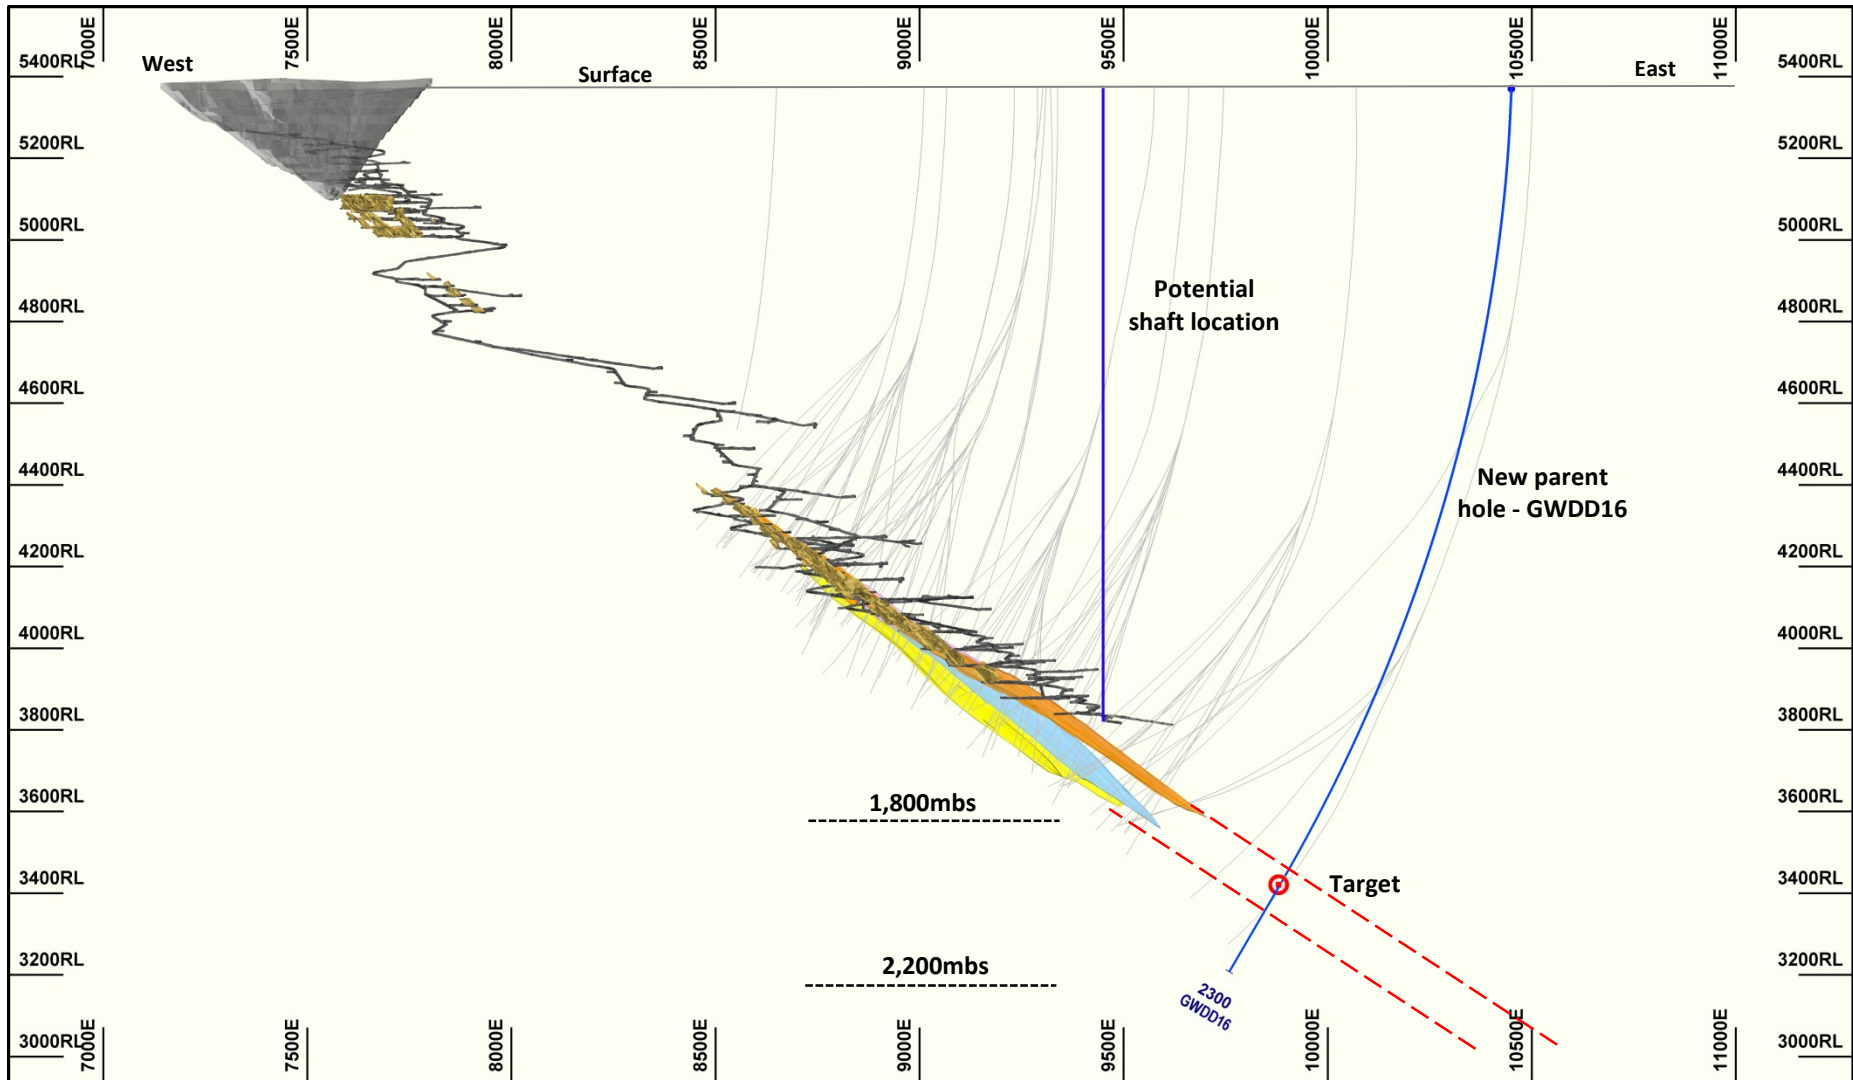 7000E
7500E
8000E
8500E
9000E
9500E
10000E
10500E
11000E
5400RL
West
Surface
East
5400RL
5200RL
5200RL
5000RL
5000RL
Potential
shaft location
4800RL
4800RL
4600RL
4600RL
4400RL
New parent
hole - GWDD16
4400RL
4200RL
4200RL
4000RL
4000RL
3800RL
3800RL
1,800mbs
3600RL
3600RL
3400RL
Target
3400RL
2,200mbs
3200RL
3200RL
2300
GWDD16
3000RL
3000RL
7000E
7500E
8000E
8500E
9000E
9500E
10000E
10500E
11000E